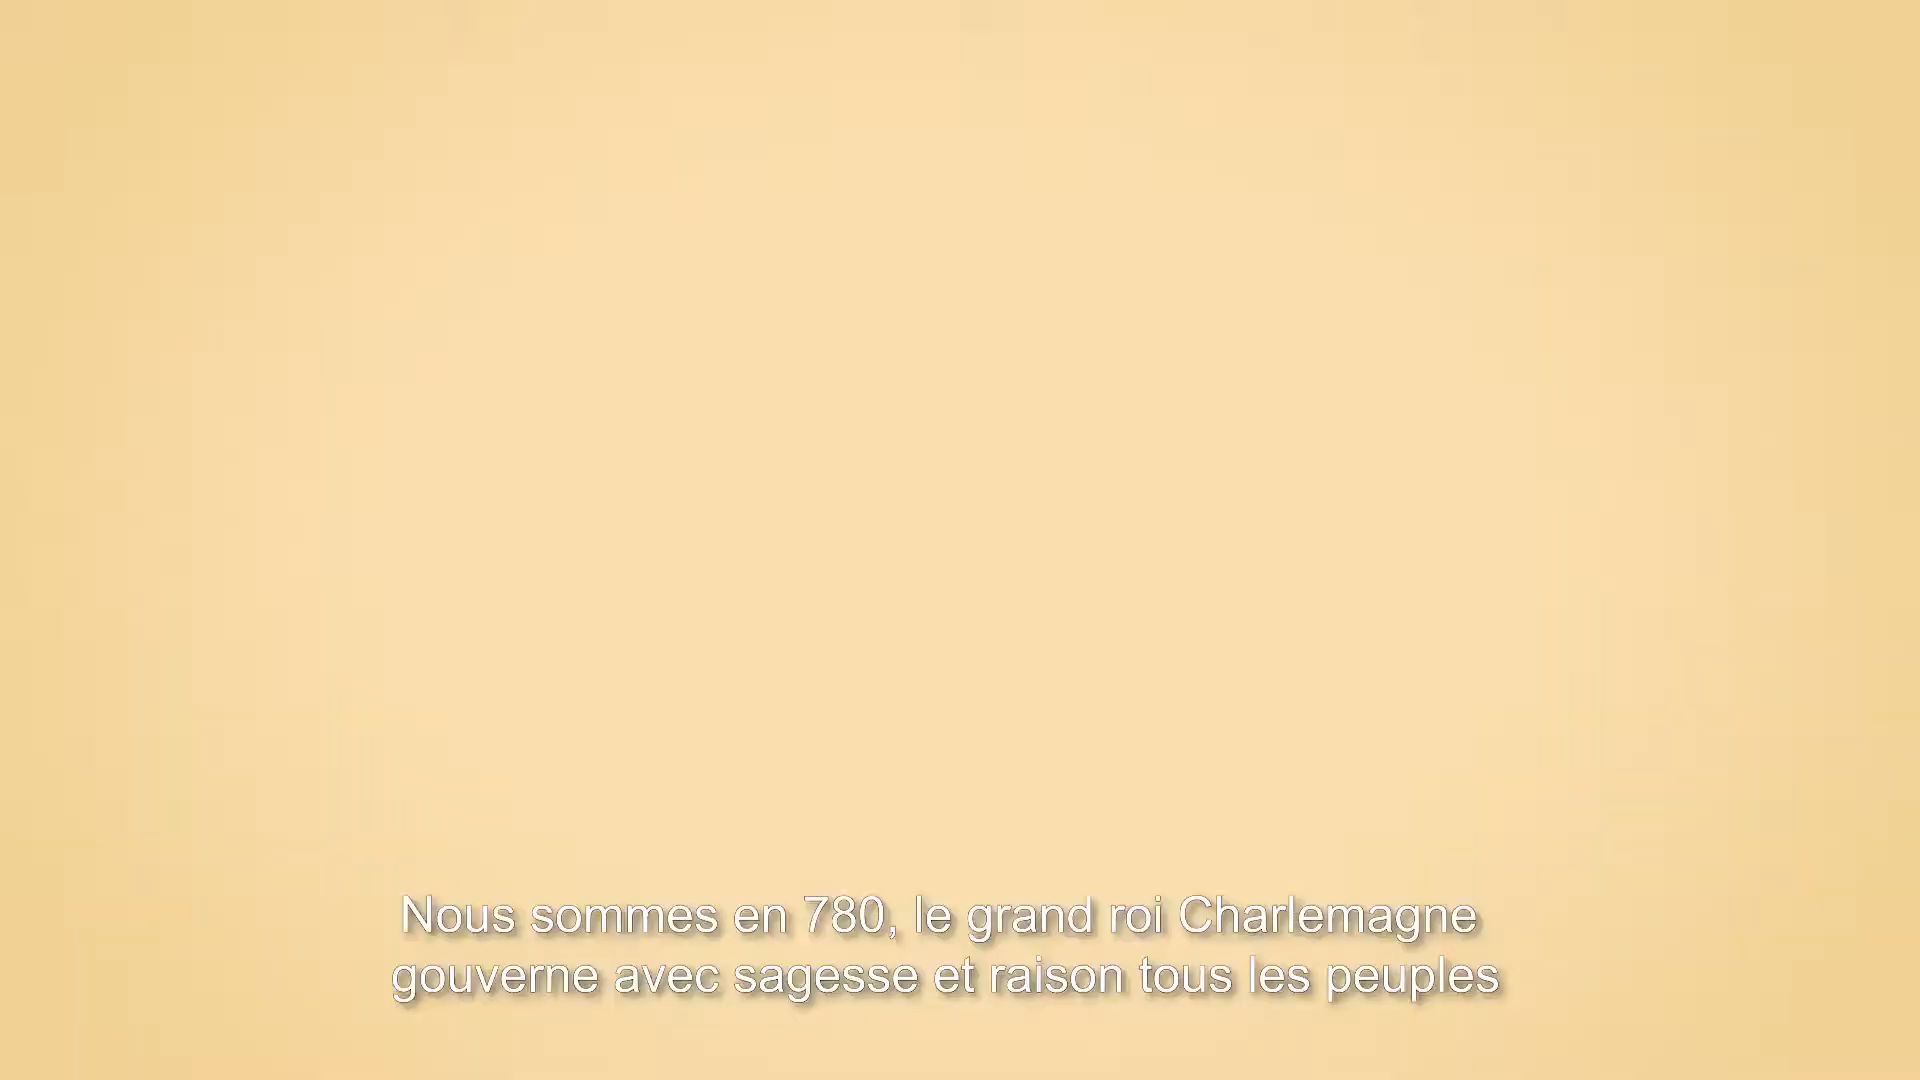 Nous sommes en 780, le grand roi Charlemagne
gouverne avec sagesse et raison tous les peuples